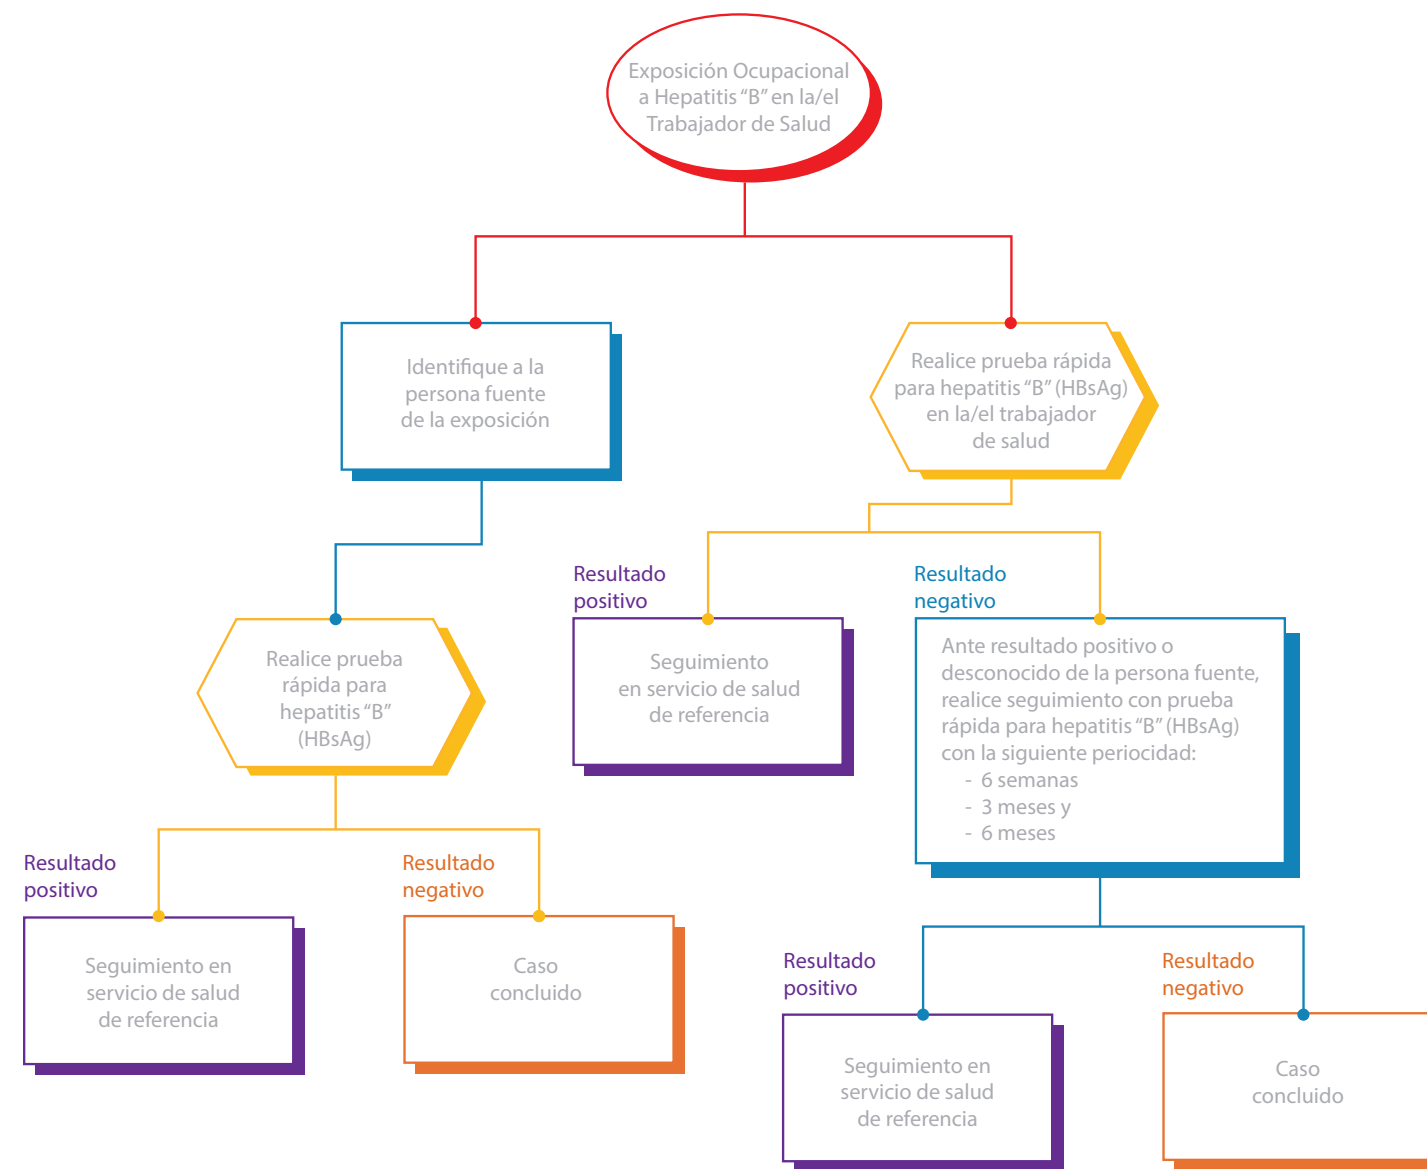 Exposición Ocupacional
a Hepatitis “B” en la/el
Trabajador de Salud
Identifique a la
persona fuente
de la exposición
Realice prueba rápida
para hepatitis “B” (HBsAg)
en la/el trabajador
de salud
Realice prueba
rápida para
hepatitis “B”
(HBsAg)
Resultado
positivo
Seguimiento
en servicio de salud
de referencia
Resultado
negativo
Ante resultado positivo o
desconocido de la persona fuente,
realice seguimiento con prueba
rápida para hepatitis “B” (HBsAg)
con la siguiente periocidad:
- 6 semanas
- 3 meses y
- 6 meses
Resultado
positivo
Seguimiento en
servicio de salud
de referencia
Resultado
negativo
Caso
concluido
Resultado
positivo
Seguimiento en
servicio de salud
de referencia
Resultado
negativo
Caso
concluido